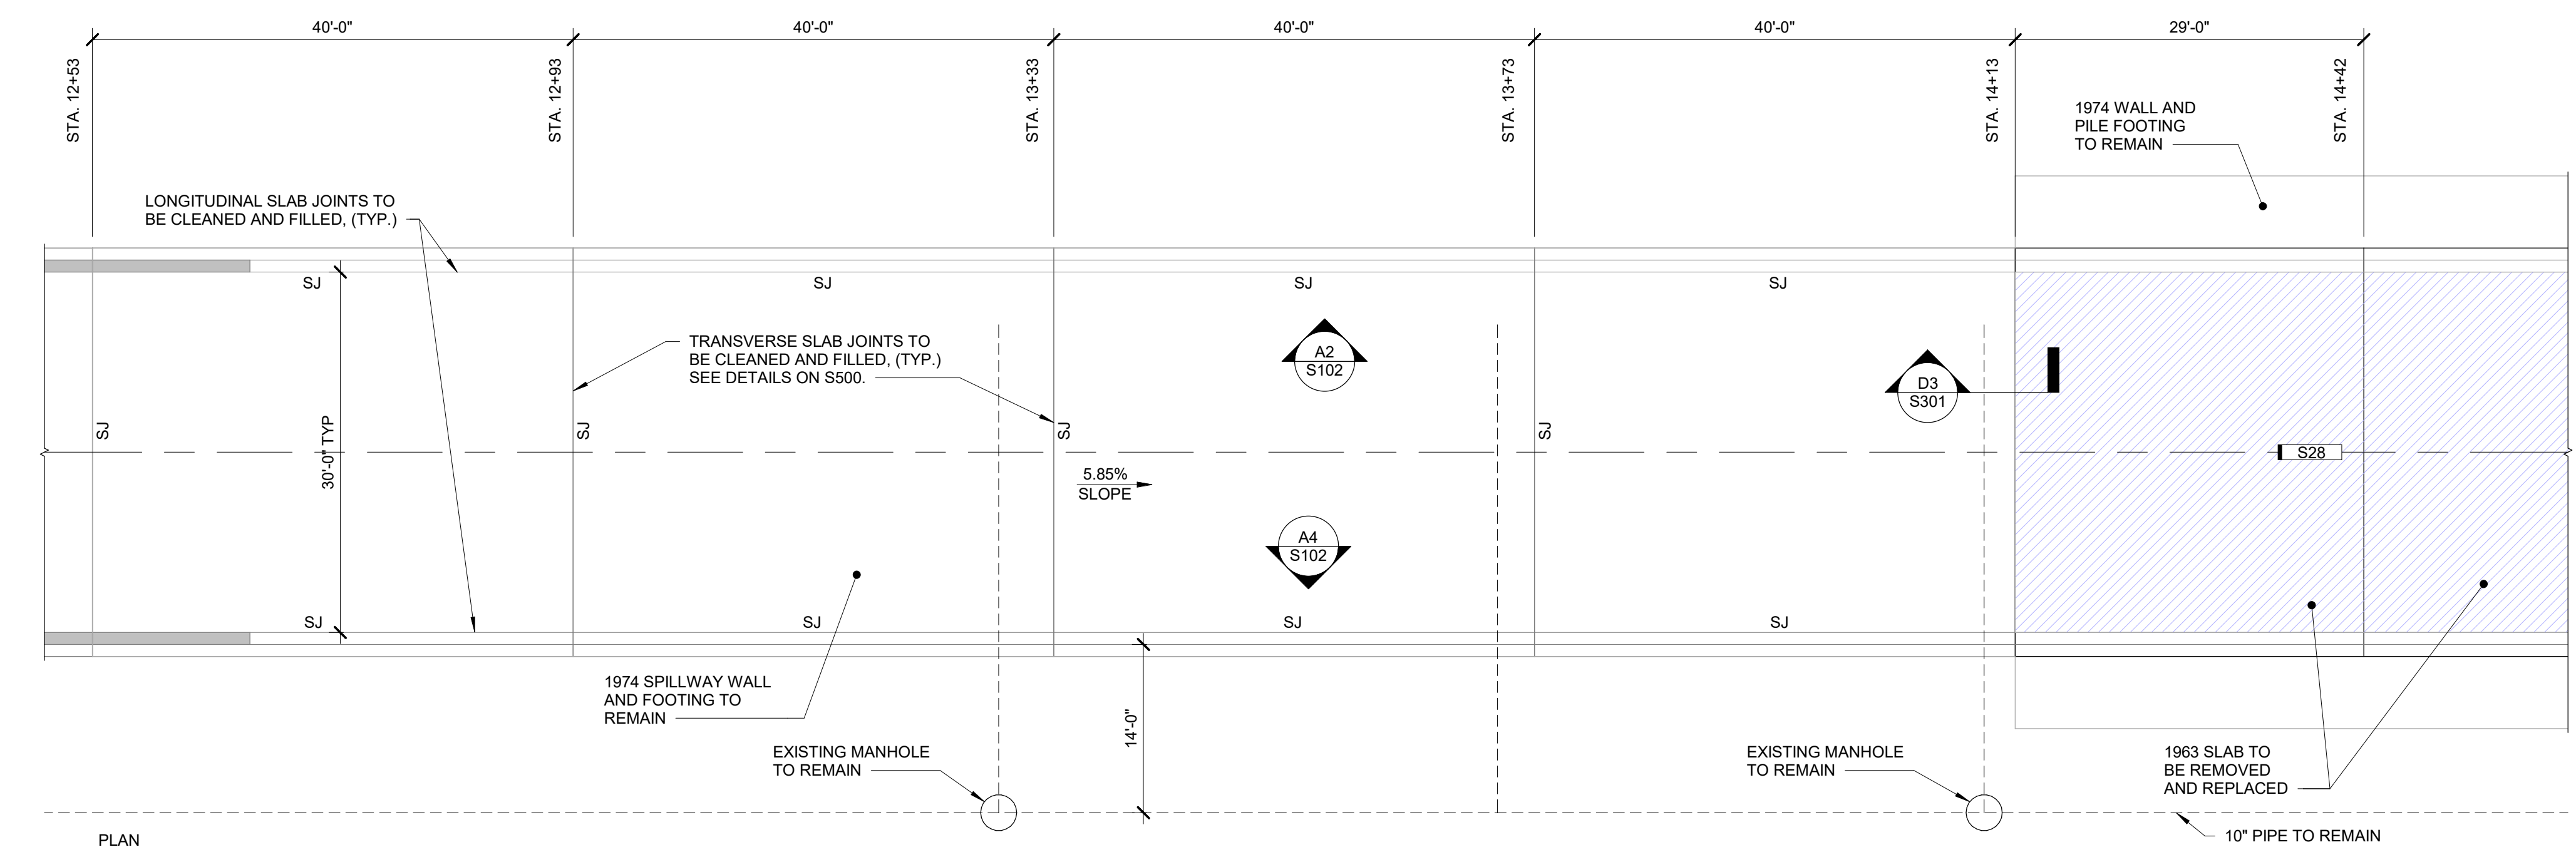 40'-0"
40'-0"
40'-0"
40'-0"
29'-0"
STA. 12+53
STA. 12+93
STA. 13+33
STA. 13+73
STA. 14+13
STA. 14+42
1974 WALL AND
PILE FOOTING
TO REMAIN
LONGITUDINAL SLAB JOINTS TO
BE CLEANED AND FILLED, (TYP.)
SJ
SJ
SJ
SJ
TRANSVERSE SLAB JOINTS TO
BE CLEANED AND FILLED, (TYP.)
SEE DETAILS ON S500.
A2
S102
D3
S301
SJ
30'-0" TYP
SJ
SJ
SJ
S28
5.85%
SLOPE
A4
S102
SJ
SJ
SJ
SJ
1974 SPILLWAY WALL
AND FOOTING TO
REMAIN
14'-0"
EXISTING MANHOLE
TO REMAIN
EXISTING MANHOLE
TO REMAIN
1963 SLAB TO
BE REMOVED
AND REPLACED
PLAN
10" PIPE TO REMAIN